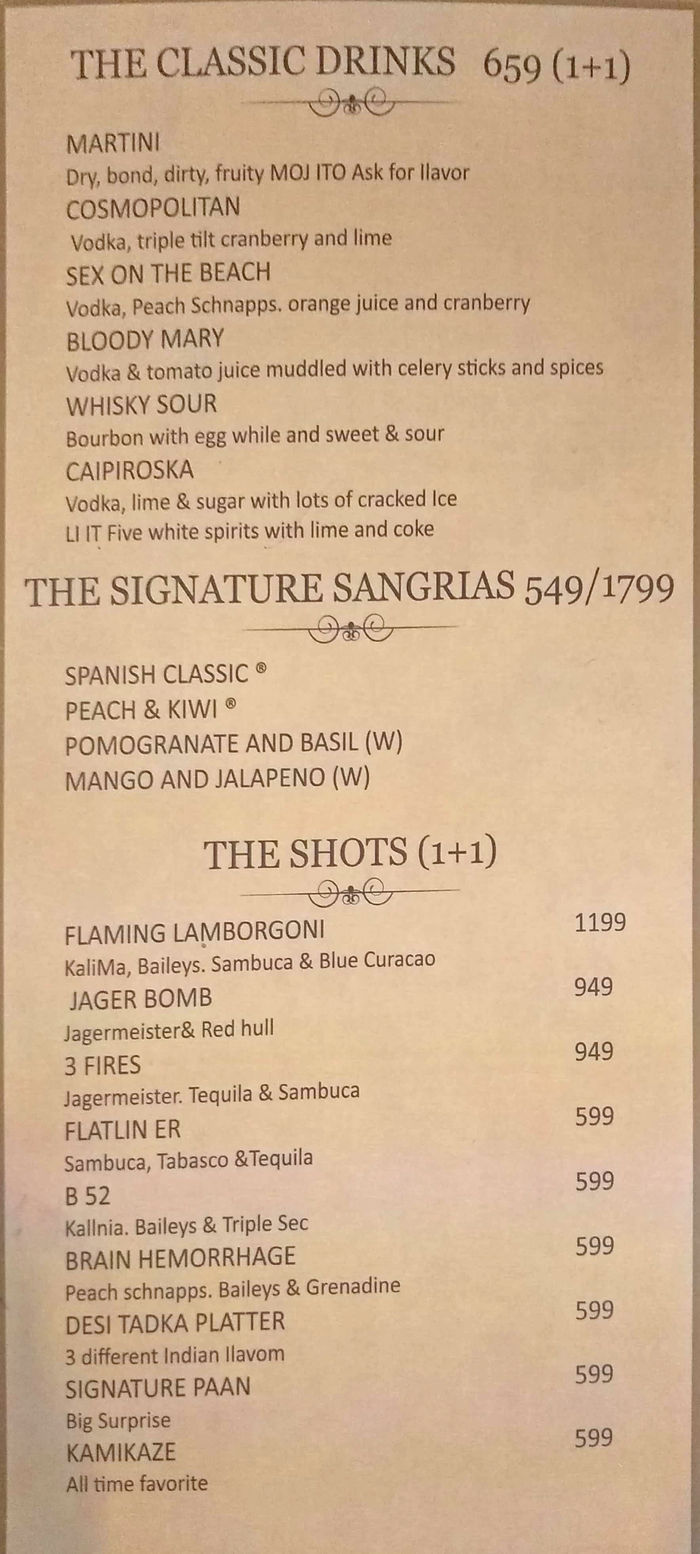 THE CLASSIC DRINKS 659 (1+1)
MARTINI
Dry, bond, dirty, fruity MOJ ITO Ask for llavor
COSMOPOLITAN
Vodka, triple tilt cranberry and lime
SEX ON THE BEACH
Vodka, Peach Schnapps. orange juice and cranberry
BLOODY MARY
Vodka & tomato juice muddled with celery sticks and spices
WHISKY SOUR
Bourbon with egg while and sweet & sour
CAIPIROSKA
Vodka, lime & sugar with lots of cracked Ice
LI IT Five white spirits with lime and coke
THE SIGNATURE SANGRIAS 549/1799
SPANISH CLASSIC ®
PEACH & KIWI ®
POMOGRANATE AND BASIL (W)
MANGO AND JALAPENO (W)
THE SHOTS (1+1)
FLAMING LAMBORGONI 1199
KaliMa, Baileys. Sambuca & Blue Curacao
JAGER BOMB 949
Jagermeister& Red hull
3 FIRES 949
Jagermeister. Tequila & Sambuca
FLATLIN ER 599
Sambuca, Tabasco &Tequila
B 52 599
Kallnia. Baileys & Triple Sec
BRAIN HEMORRHAGE 599
Peach schnapps. Baileys & Grenadine
DESI TADKA PLATTER 599
3 different Indian llavom
SIGNATURE PAAN 599
Big Surprise
KAMIKAZE 599
All time favorite